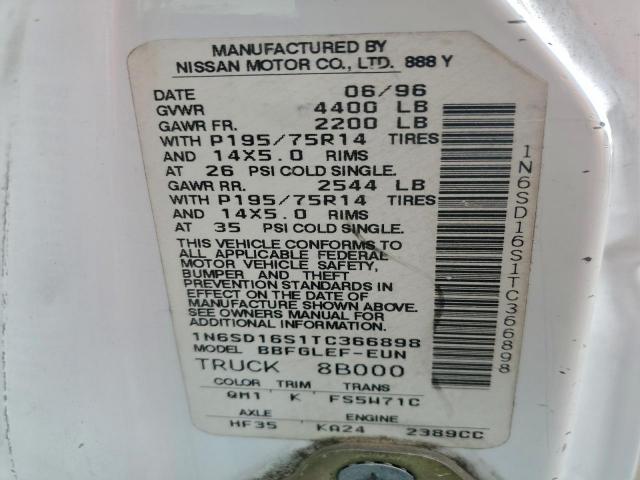 MANUFACTURED BY
NISSAN MOTOR CO., LTD. 888 Y
DATE 06/96
GVWR 4400 LB
GAWR FR. 2200 LB
WITH P195/75R14 TIRES
AND 14X5.0 RIMS
AT 26 PSI COLD SINGLE.
GAWR RR. 2544 LB
WITH P195/75R14 TIRES
AND 14X5.0 RIMS
AT 35 PSI COLD SINGLE.
THIS VEHICLE CONFORMS TO
ALL APPLICABLE FEDERAL
MOTOR VEHICLE SAFETY,
BUMPER AND THEFT
PREVENTION STANDARDS IN
EFFECT ON THE DATE OF
MANUFACTURE SHOWN ABOVE.
SEE OWNERS MANUAL FOR
ADDITIONAL INFORMATION.
1N6SD16S1TC366898
MODEL BBFGLEF-EUN
TRUCK 8B000
COLOR TRIM TRANS
QM1 K FS5W71C
AXLE ENGINE
HF35 KA24 2389CC
1N6SD16S1TC366898